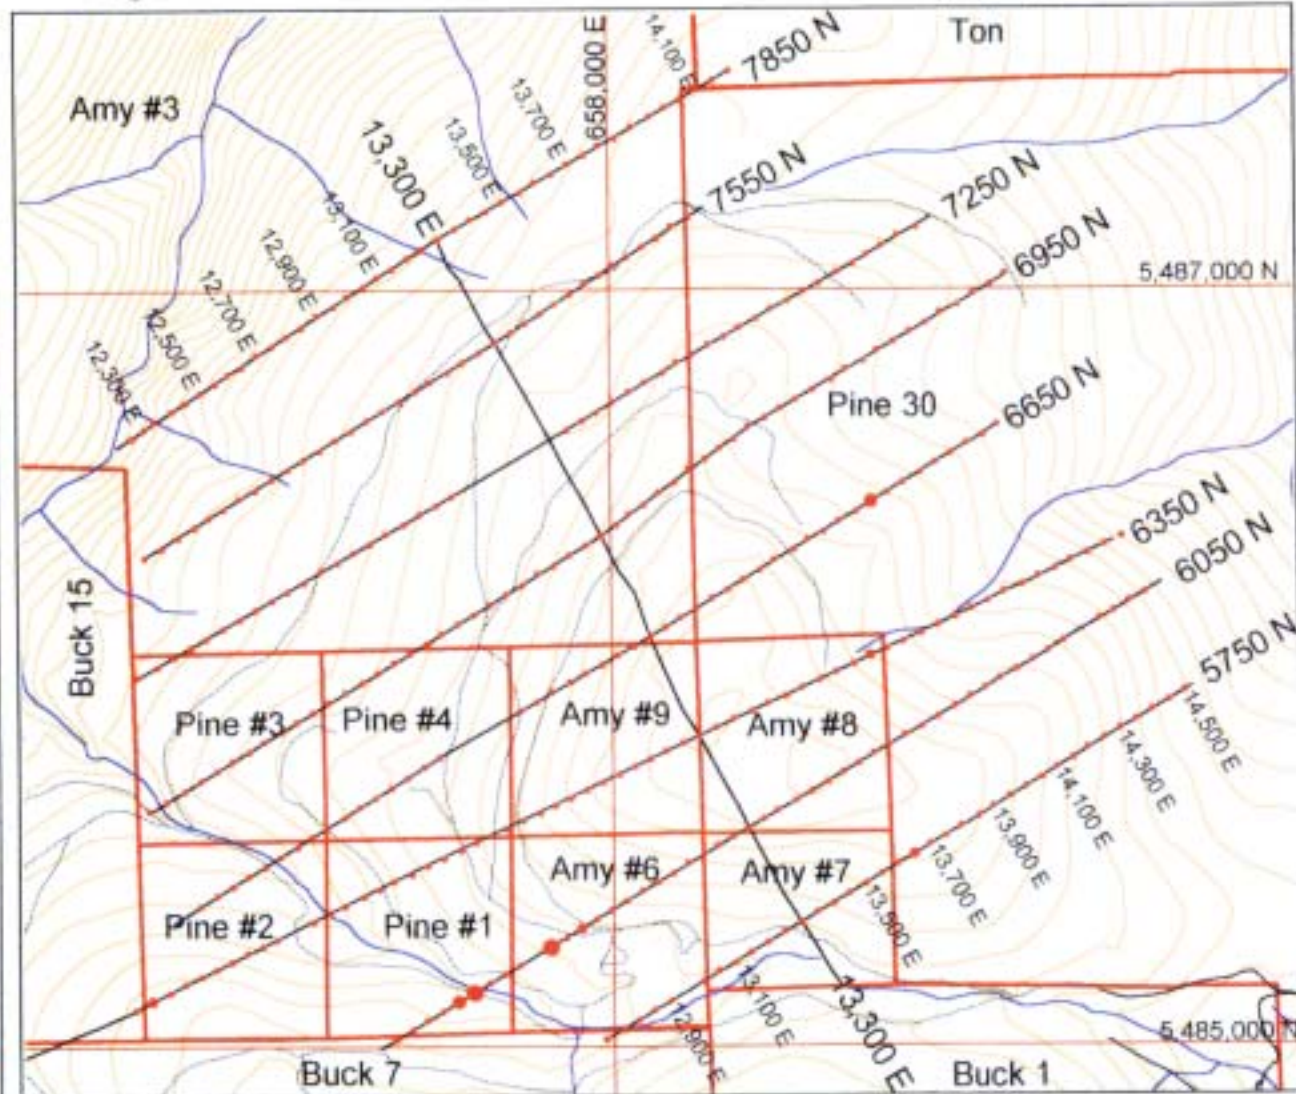 Ton
7850 N
14,100 E
658,000 E
Amy #3
13,700 E
13,500 E
13,300 E
13,100 E
12,900 E
12,700 E
12,500 E
12,300 E
7550 N
7250 N
6950 N
5,487,000 N
Pine 30
6650 N
6350 N
6050 N
5750 N
Buck 15
Pine #3
Pine #4
Amy #9
Amy #8
14,500 E
14,300 E
14,100 E
13,900 E
13,700 E
13,500 E
Amy #6
Amy #7
Pine #2
Pine #1
13,300 E
13,100 E
12,900 E
5,485,000 N
Buck 7
Buck 1